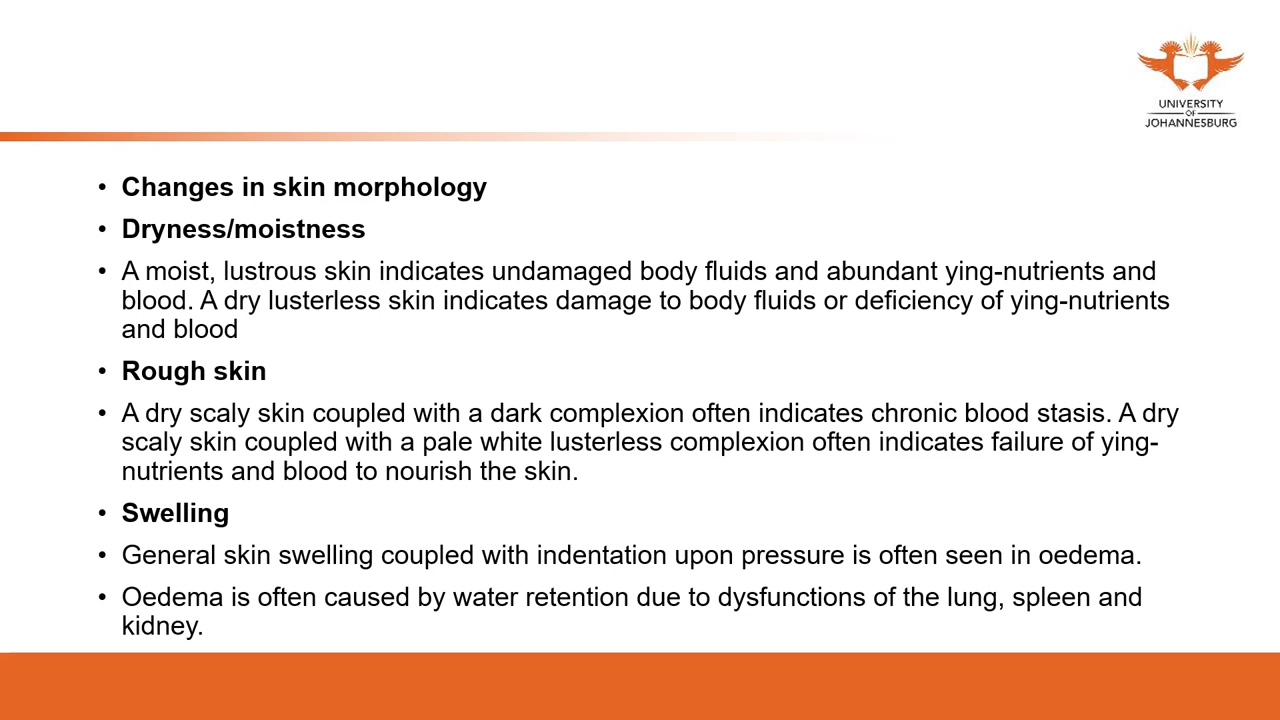 UNIVERSITY
OF
JOHANNESBURG
• Changes in skin morphology
• Dryness/moistness
• A moist, lustrous skin indicates undamaged body fluids and abundant ying-nutrients and
blood. A dry lusterless skin indicates damage to body fluids or deficiency of ying-nutrients
and blood
• Rough skin
• A dry scaly skin coupled with a dark complexion often indicates chronic blood stasis. A dry
scaly skin coupled with a pale white lusterless complexion often indicates failure of ying-
nutrients and blood to nourish the skin.
• Swelling
• General skin swelling coupled with indentation upon pressure is often seen in oedema.
• Oedema is often caused by water retention due to dysfunctions of the lung, spleen and
kidney.